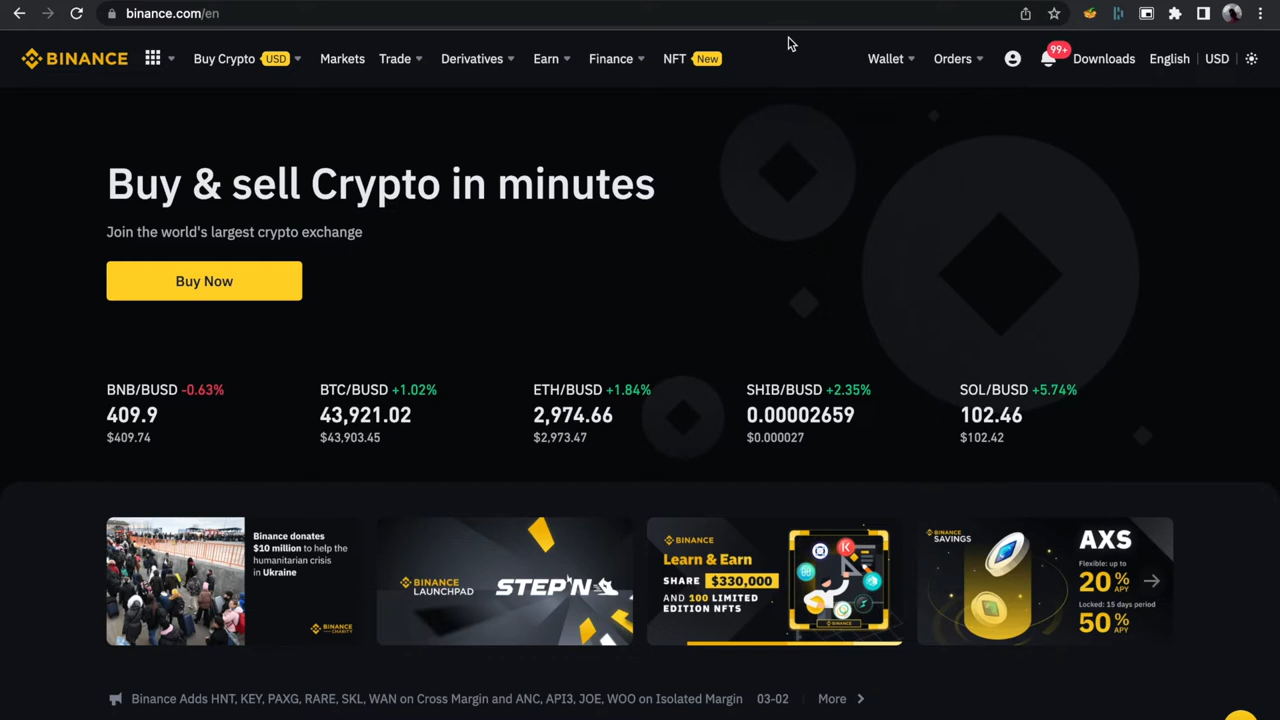 binance.com/en
BINANCE
Buy Crypto USD
Markets
Trade
Derivatives
Earn
Finance
NFT New
Wallet
Orders
99+
Downloads
English
USD
Buy & sell Crypto in minutes
Join the world's largest crypto exchange
Buy Now
BNB/BUSD -0.63%
409.9
$409.74
BTC/BUSD +1.02%
43,921.02
$43,903.45
ETH/BUSD +1.84%
2,974.66
$2,973.47
SHIB/BUSD +2.35%
0.00002659
$0.000027
SOL/BUSD +5.74%
102.46
$102.42
Binance donates
$10 million to help the
humanitarian crisis
in Ukraine
BINANCE
CHARITY
BINANCE
LAUNCHPAD
STEP'N
BINANCE
Learn & Earn
SHARE $330,000
AND 100 LIMITED
EDITION NFTS
BINANCE
BINANCE
SAVINGS
AXS
Flexible: up to
20% APY
Locked: 15 days period
50% APY
Binance Adds HNT, KEY, PAXG, RARE, SKL, WAN on Cross Margin and ANC, API3, JOE, WOO on Isolated Margin 03-02
More